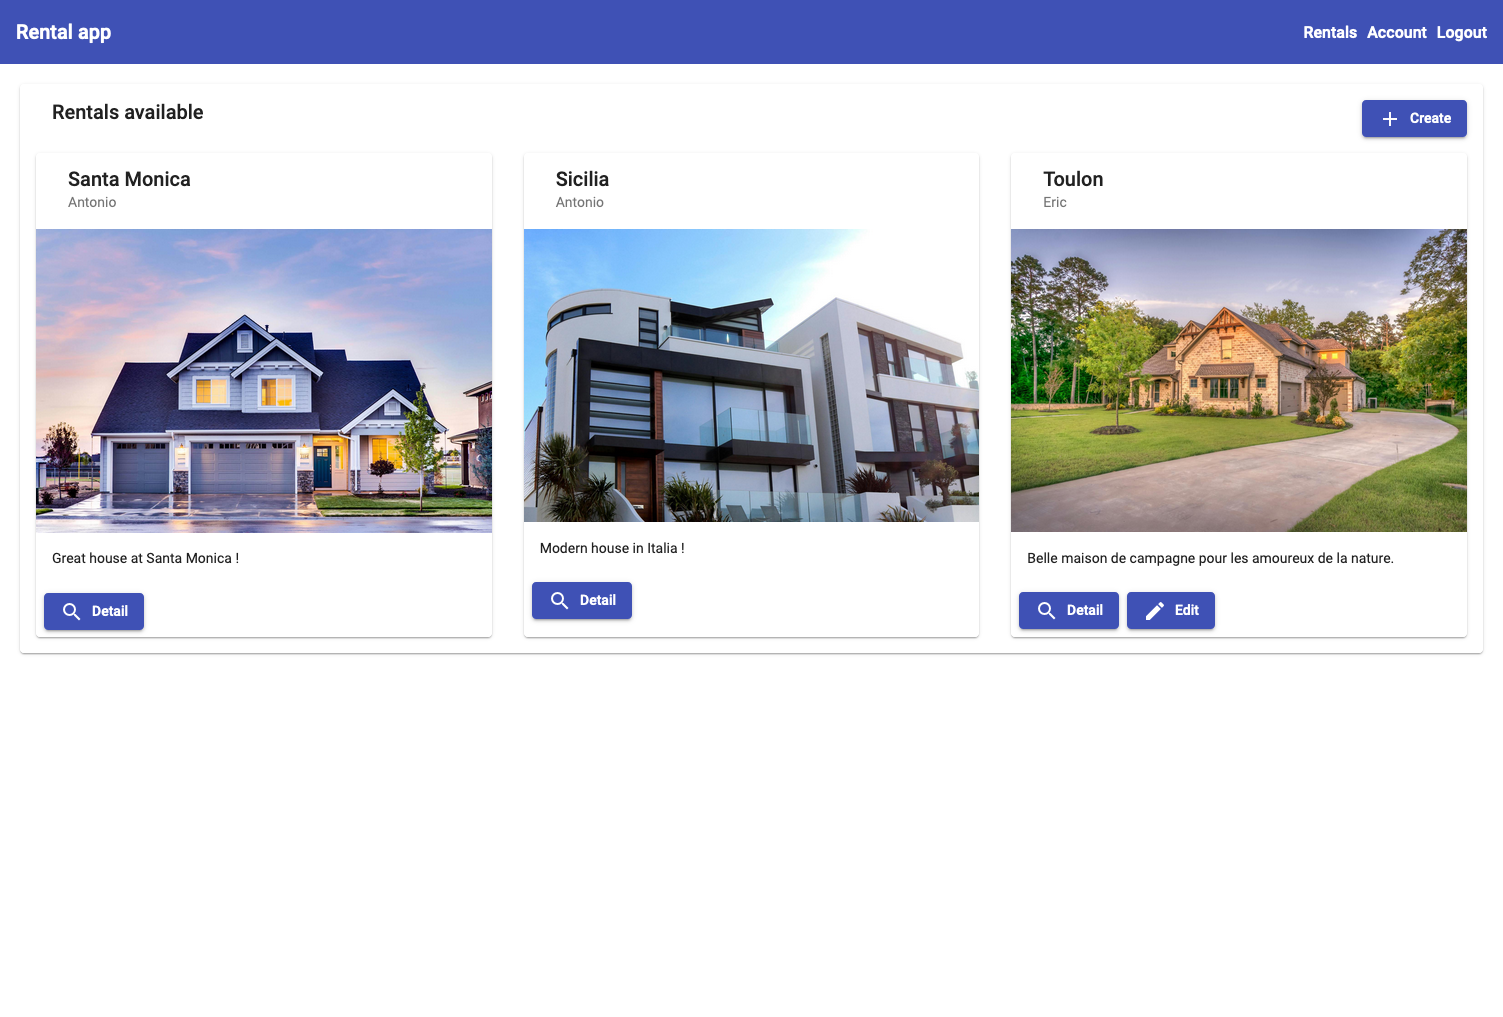 Rental app
Rentals Account Logout
Rentals available
Create
Santa Monica
Antonio
Great house at Santa Monica !
Detail
Sicilia
Antonio
Modern house in Italia !
Detail
Toulon
Eric
Belle maison de campagne pour les amoureux de la nature.
Detail
Edit